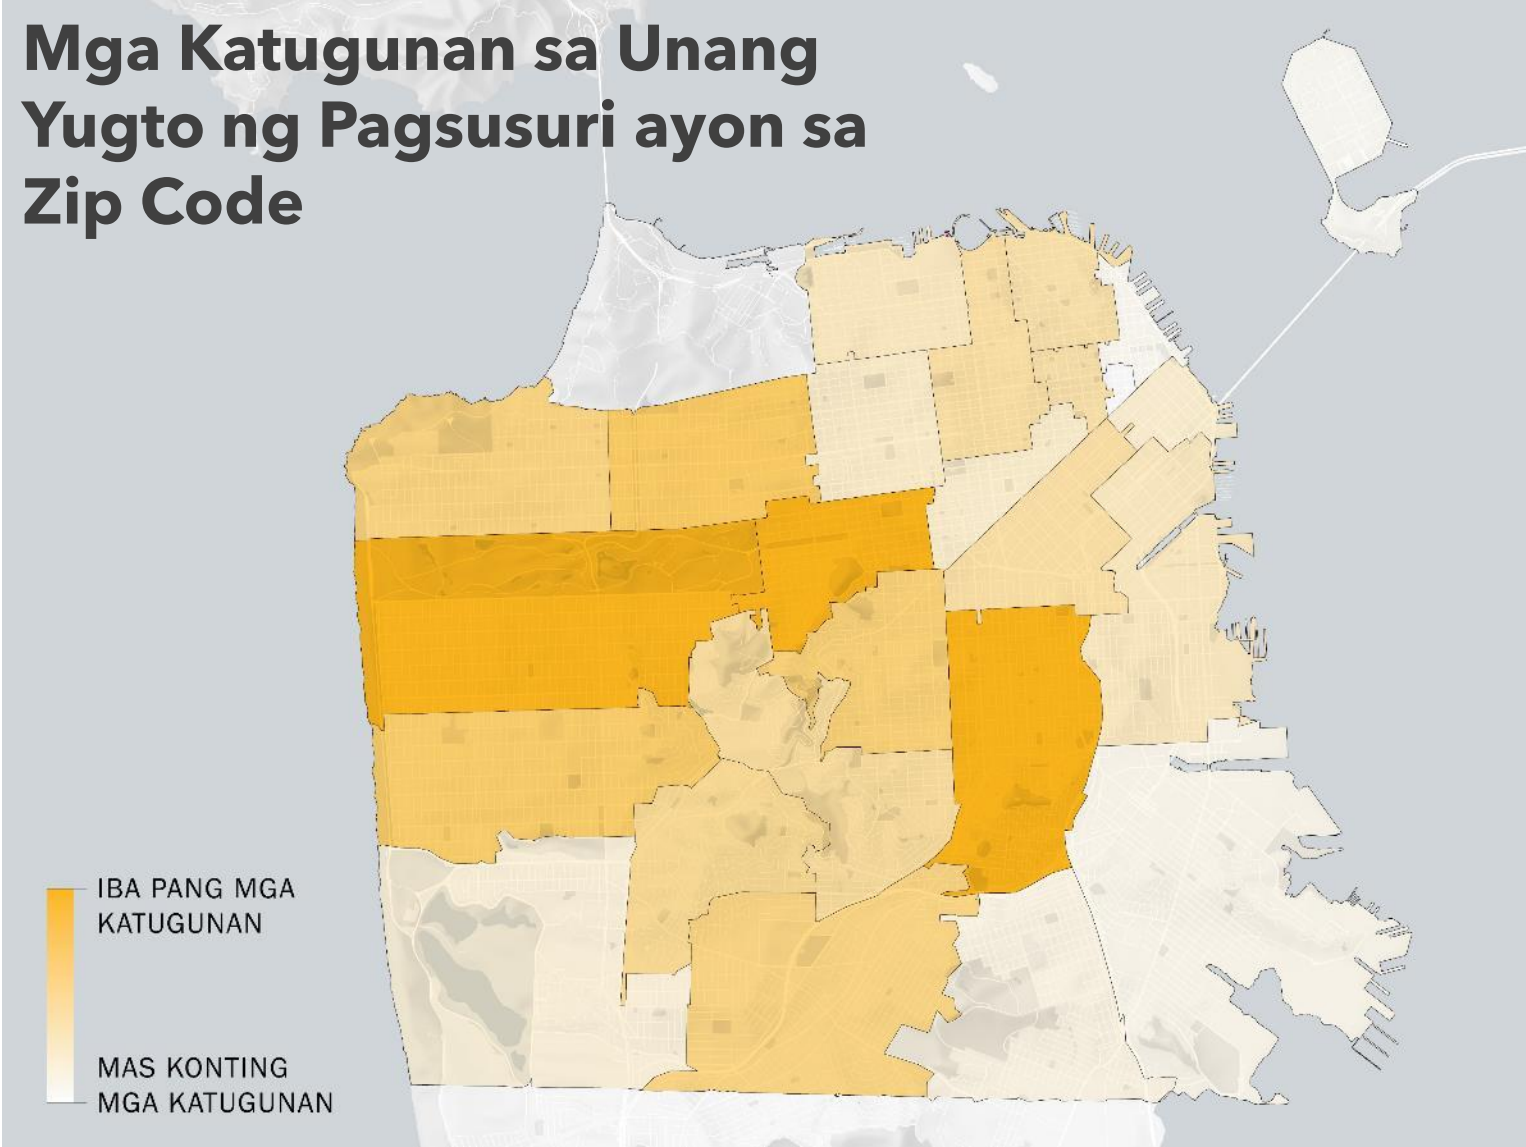 Mga Katugunan sa Unang
Yugto ng Pagsusuri ayon sa
Zip Code
IBA PANG MGA
KATUGUNAN
MAS KONTING
MGA KATUGUNAN